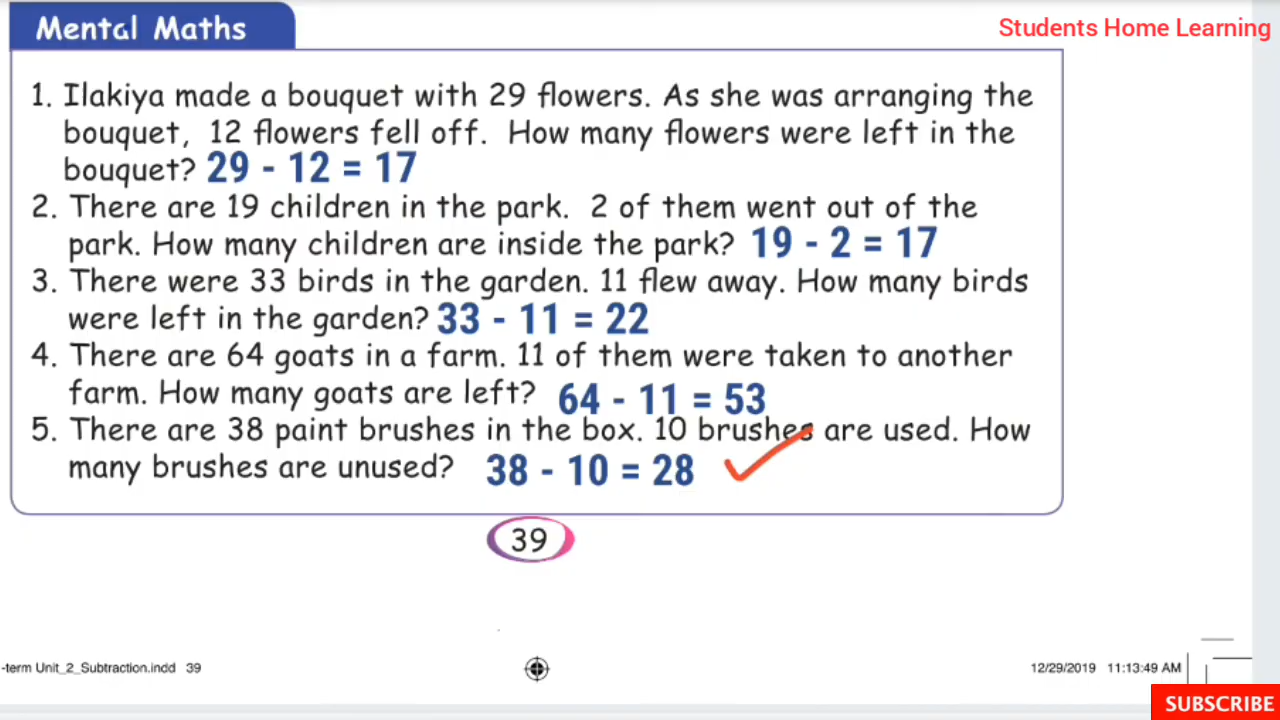 Mental Maths
Students Home Learning
1. Ilakiya made a bouquet with 29 flowers. As she was arranging the
bouquet, 12 flowers fell off. How many flowers were left in the
bouquet? 29 - 12 = 17
2. There are 19 children in the park. 2 of them went out of the
park. How many children are inside the park? 19 - 2 = 17
3. There were 33 birds in the garden. 11 flew away. How many birds
were left in the garden? 33 - 11 = 22
4. There are 64 goats in a farm. 11 of them were taken to another
farm. How many goats are left? 64 - 11 = 53
5. There are 38 paint brushes in the box. 10 brushes are used. How
many brushes are unused? 38 - 10 = 28
39
-term Unit_2_Subtraction.indd 39
12/29/2019 11:13:49 AM
SUBSCRIBE